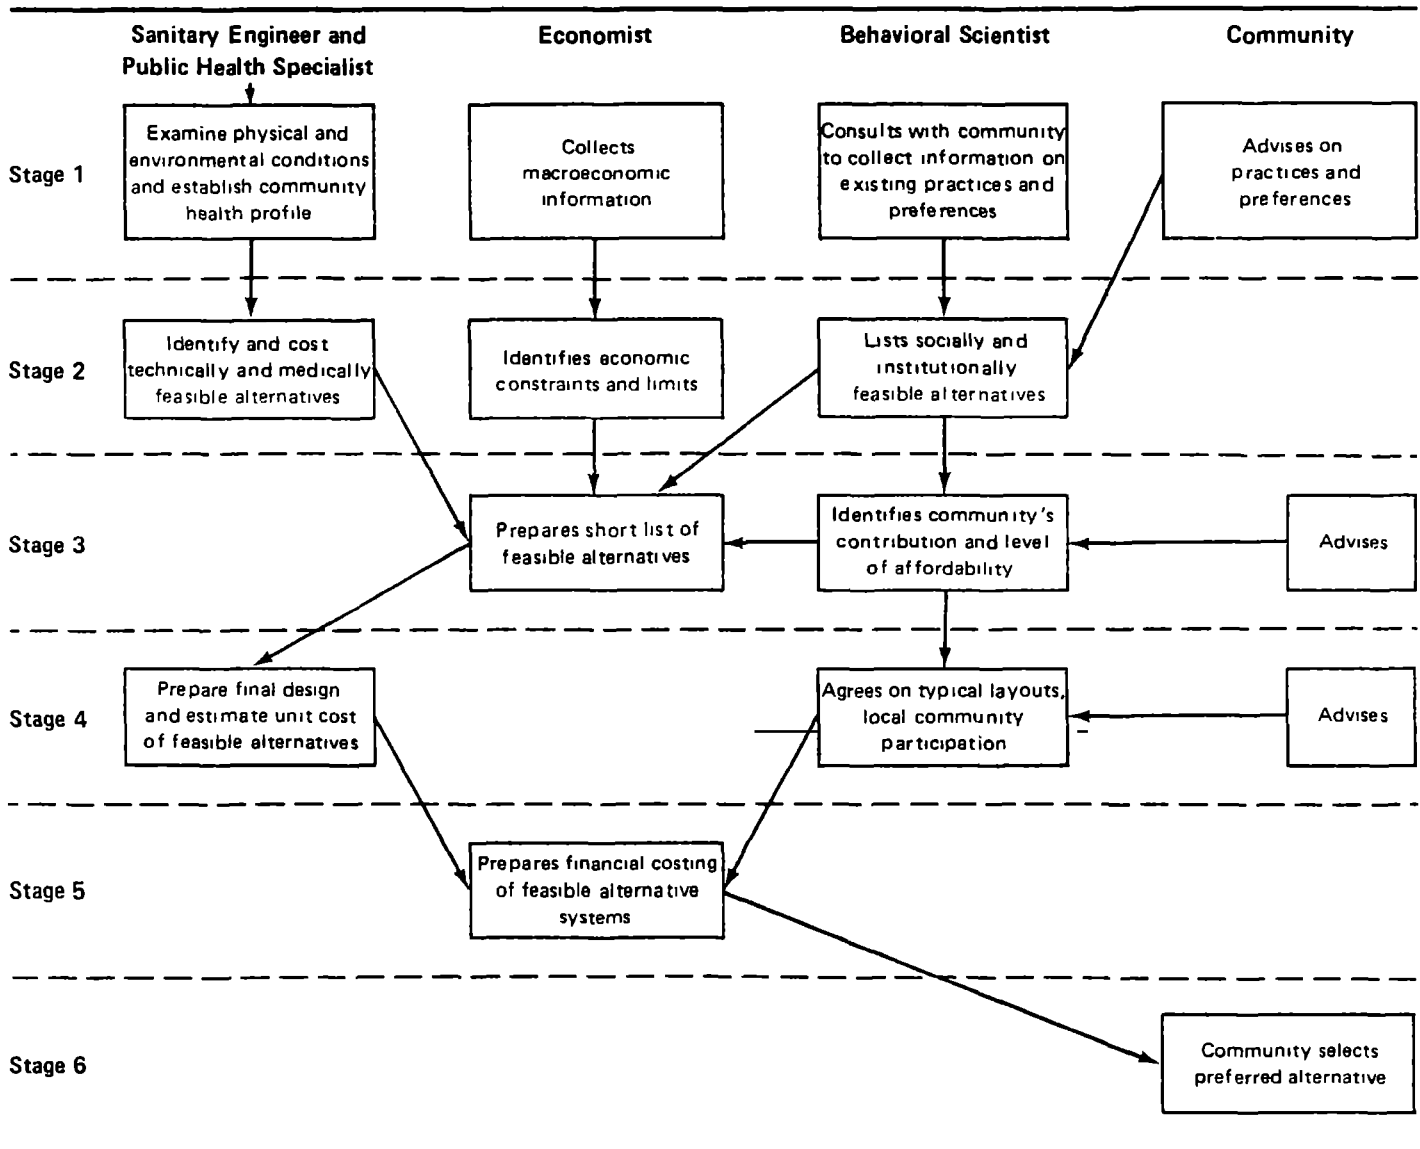 Sanitary Engineer and
Public Health Specialist
Economist
Behavioral Scientist
Community
Stage 1
Examine physical and
environmental conditions
and establish community
health profile
Collects
macroeconomic
information
Consults with community
to collect information on
existing practices and
preferences
Advises on
practices and
preferences
Stage 2
Identify and cost
technically and medically
feasible alternatives
Identifies economic
constraints and limits
Lists socially and
institutionally
feasible alternatives
Stage 3
Prepares short list of
feasible alternatives
Identifies community's
contribution and level
of affordability
Advises
Stage 4
Prepare final design
and estimate unit cost
of feasible alternatives
Agrees on typical layouts,
local community
participation
Advises
Stage 5
Prepares financial costing
of feasible alternative
systems
Stage 6
Community selects
preferred alternative